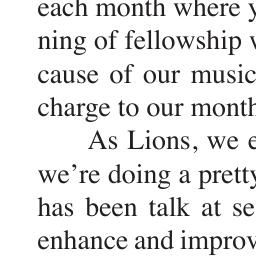 each month where
ning of fellowship
cause of our music
charge to our month
As Lions, we
we're doing a pretty
has been talk at se
enhance and improv